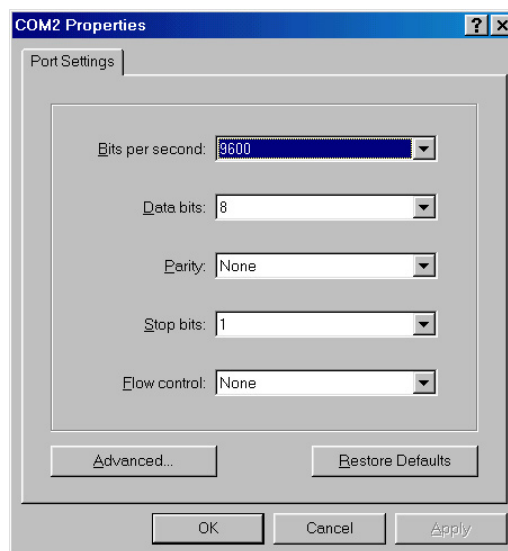 COM2 Properties
Port Settings
Bits per second: 9600
Data bits: 8
Parity: None
Stop bits: 1
Flow control: None
Advanced... Restore Defaults
OK Cancel Apply